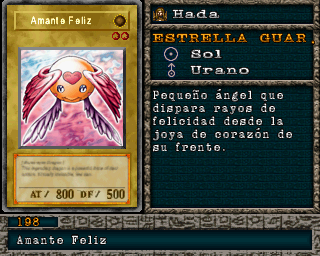 Amante Feliz
AT/ 800 DF/ 500
Hada
ESTRELLA GUAR.
Sol
Urano
Pequeño ángel que
dispara rayos de
felicidad desde la
joya de corazón de
su frente.
198
Amante Feliz